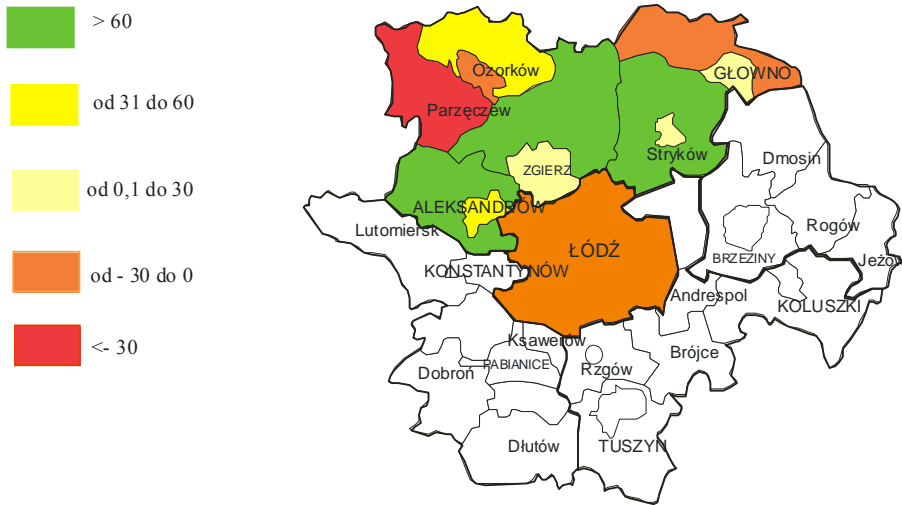 > 60
od 31 do 60
od 0,1 do 30
od - 30 do 0
<- 30
Ozorków
GŁOWNO
Parzęczew
Stryków
Dmosin
ZGIERZ
ALEKSANDRÓW
Lutomiersk
Rogów
ŁÓDŹ
BRZEZINY
Jeżów
KONSTANTYNÓW
Andrespol
KOLUSZKI
Ksawerów
Brójce
PABIANICE
Rzgów
Dobroń
Dłutów
TUSZYN